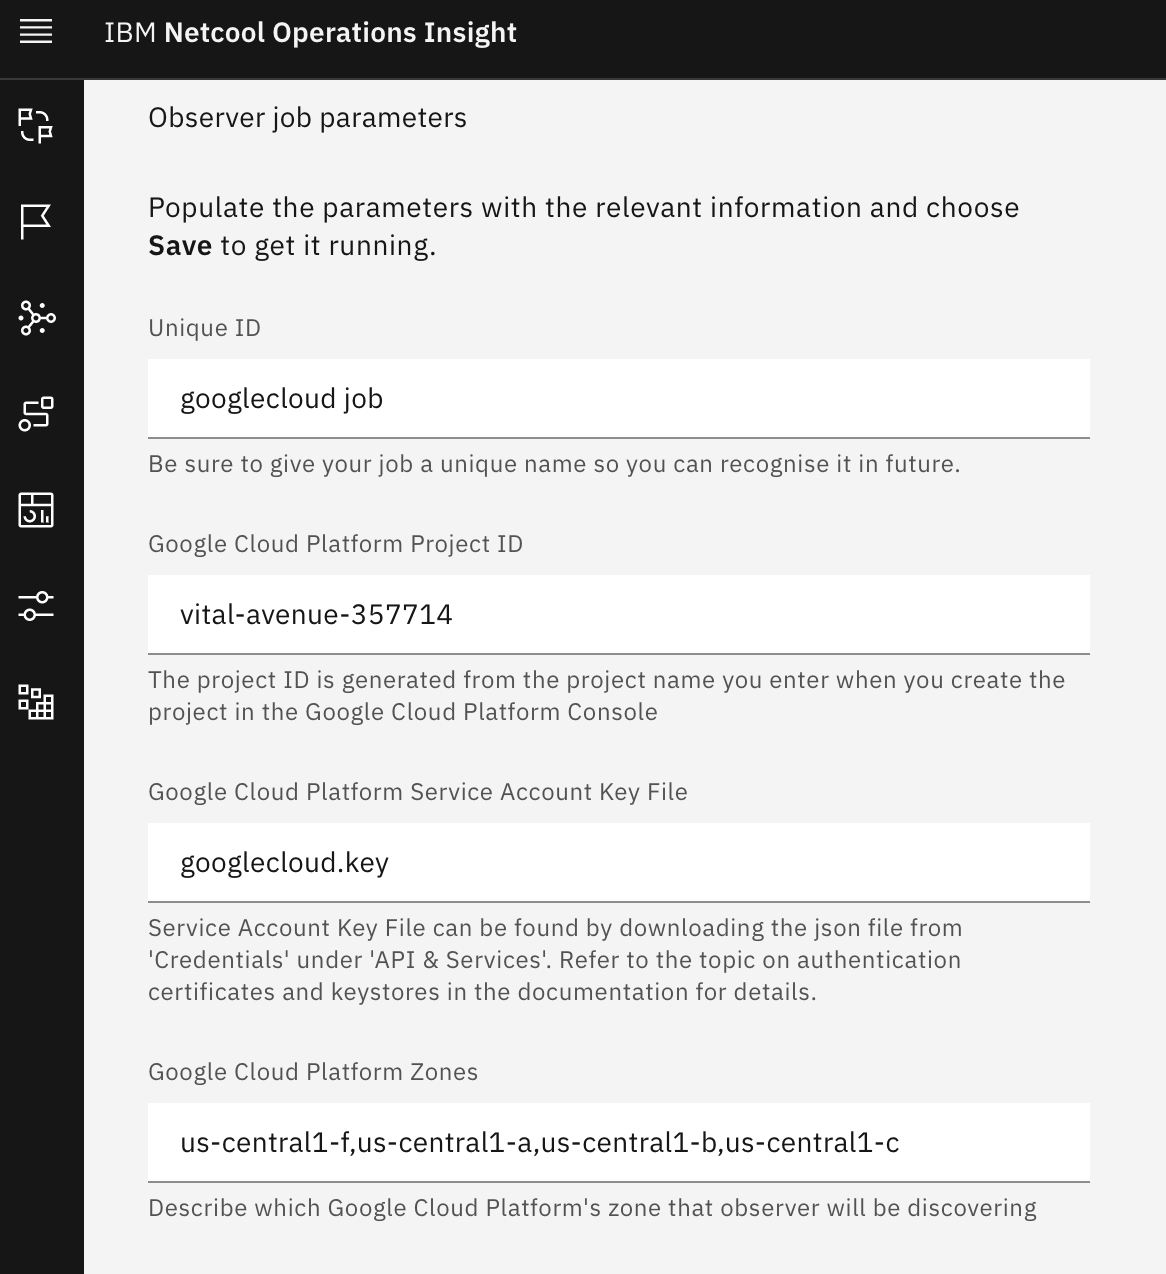 IBM Netcool Operations Insight
Observer job parameters
Populate the parameters with the relevant information and choose
Save to get it running.
Unique ID
googlecloud job
Be sure to give your job a unique name so you can recognise it in future.
Google Cloud Platform Project ID
vital-avenue-357714
The project ID is generated from the project name you enter when you create the
project in the Google Cloud Platform Console
Google Cloud Platform Service Account Key File
googlecloud.key
Service Account Key File can be found by downloading the json file from
'Credentials' under 'API & Services'. Refer to the topic on authentication
certificates and keystores in the documentation for details.
Google Cloud Platform Zones
us-central1-f,us-central1-a,us-central1-b,us-central1-c
Describe which Google Cloud Platform's zone that observer will be discovering